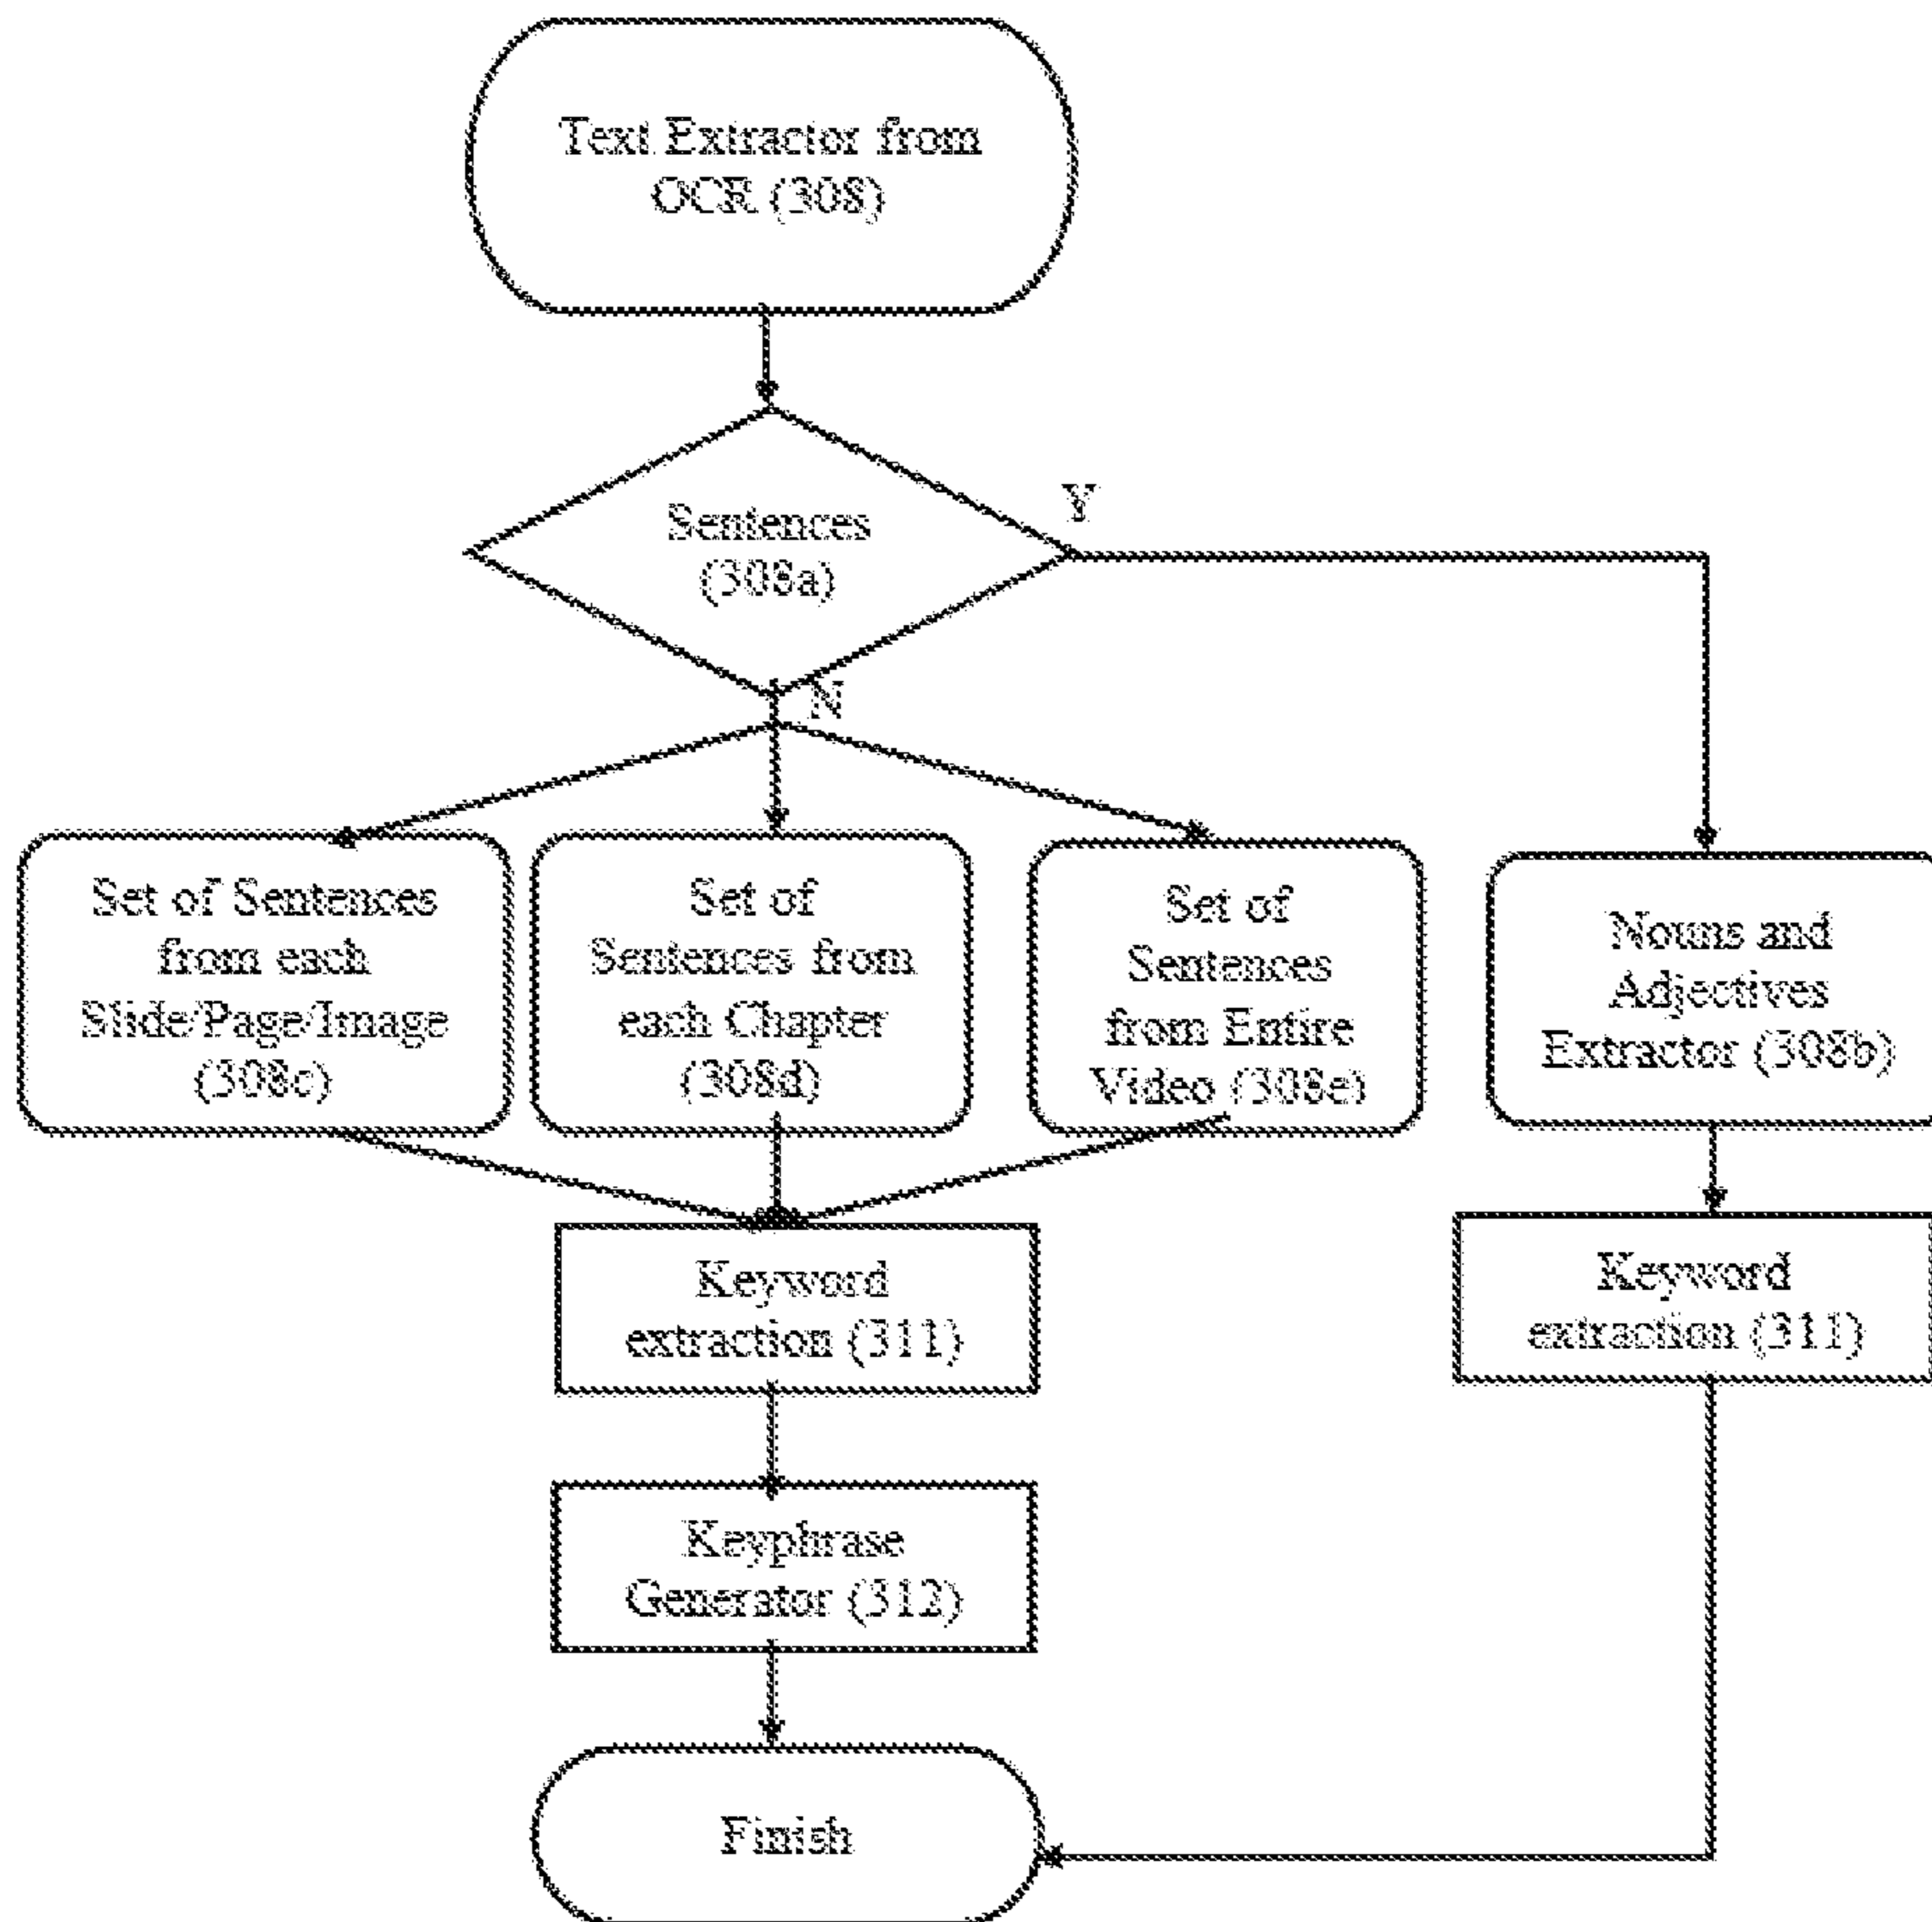 Text Extractor from
OCR (308)
Sentences
(308a)
Y
N
Set of Sentences
from each
Slide/Page/Image
(308c)
Set of
Sentences from
each Chapter
(308d)
Set of
Sentences
from Entire
Video (308e)
Nouns and
Adjectives
Extractor (308b)
Keyword
extraction (311)
Keyword
extraction (311)
Keyphrase
Generator (312)
Finish